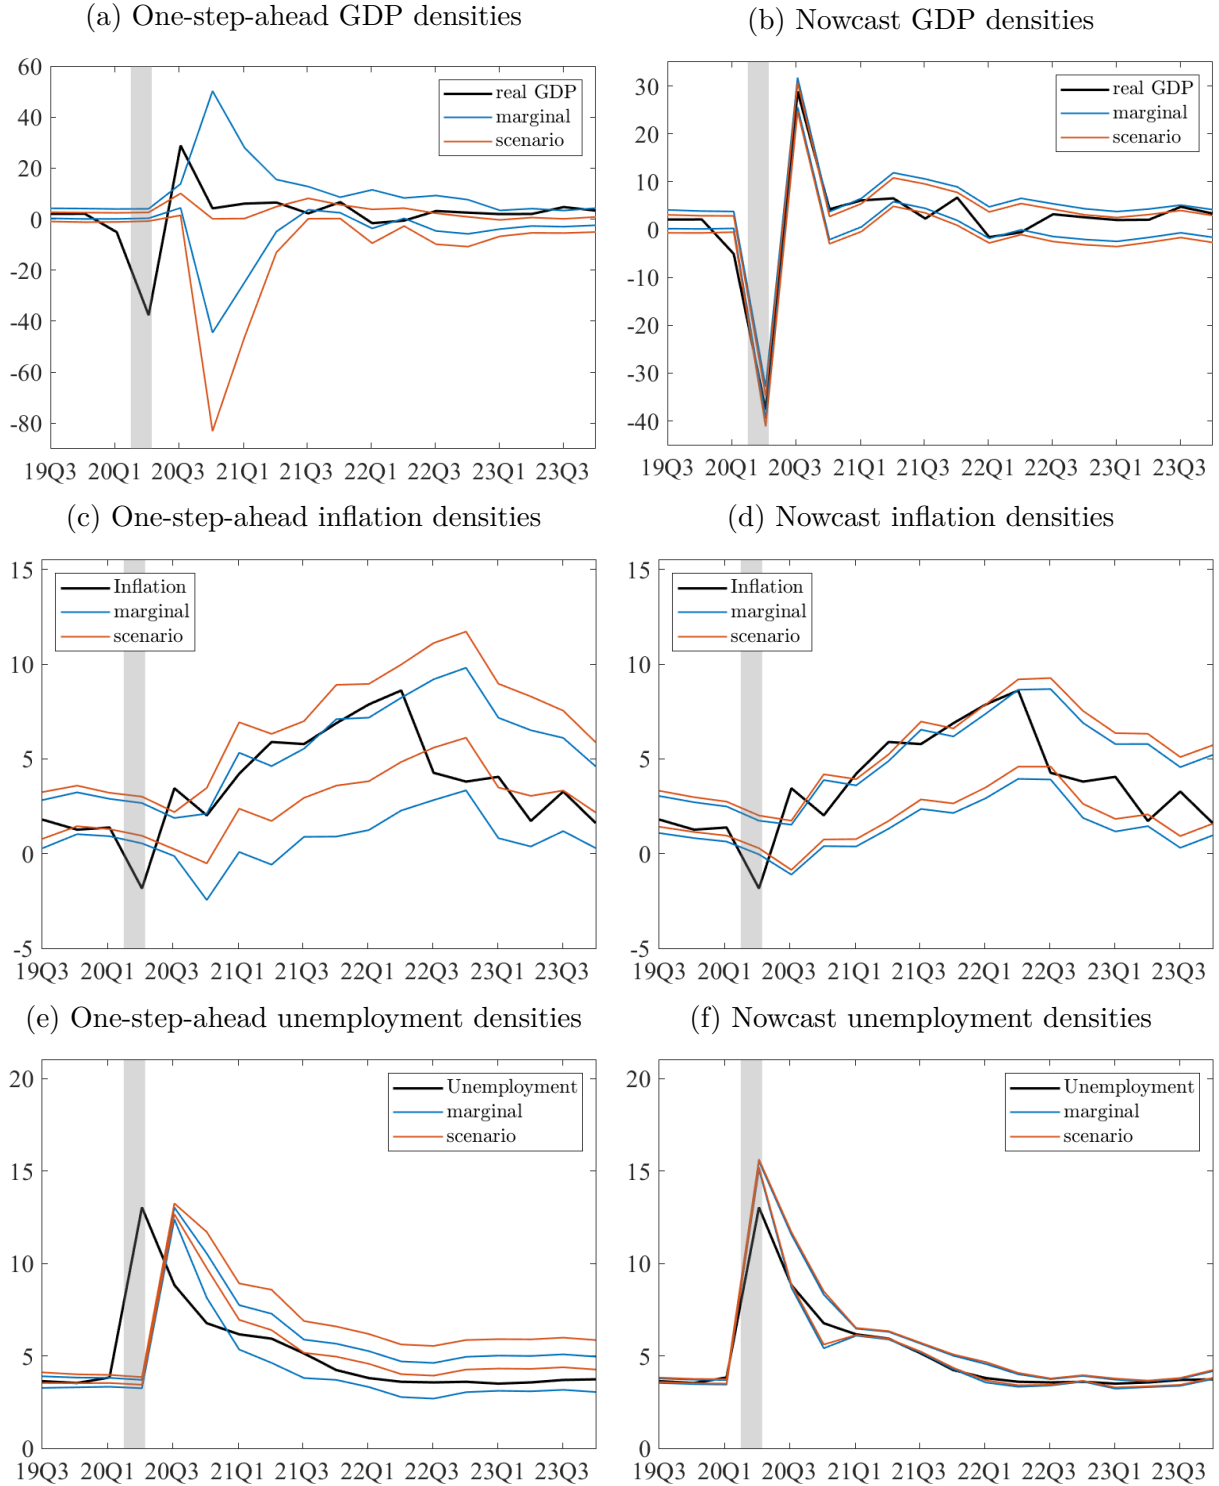 (a) One-step-ahead GDP densities
60
40
20
0
-20
-40
-60
-80
real GDP
marginal
scenario
19Q3 20Q1 20Q3 21Q1 21Q3 22Q1 22Q3 23Q1 23Q3
(b) Nowcast GDP densities
30
20
10
0
-10
-20
-30
-40
real GDP
marginal
scenario
19Q3 20Q1 20Q3 21Q1 21Q3 22Q1 22Q3 23Q1 23Q3
(c) One-step-ahead inflation densities
15
10
5
0
-5
Inflation
marginal
scenario
19Q3 20Q1 20Q3 21Q1 21Q3 22Q1 22Q3 23Q1 23Q3
(d) Nowcast inflation densities
15
10
5
0
-5
Inflation
marginal
scenario
19Q3 20Q1 20Q3 21Q1 21Q3 22Q1 22Q3 23Q1 23Q3
(e) One-step-ahead unemployment densities
20
15
10
5
0
Unemployment
marginal
scenario
19Q3 20Q1 20Q3 21Q1 21Q3 22Q1 22Q3 23Q1 23Q3
(f) Nowcast unemployment densities
20
15
10
5
0
Unemployment
marginal
scenario
19Q3 20Q1 20Q3 21Q1 21Q3 22Q1 22Q3 23Q1 23Q3